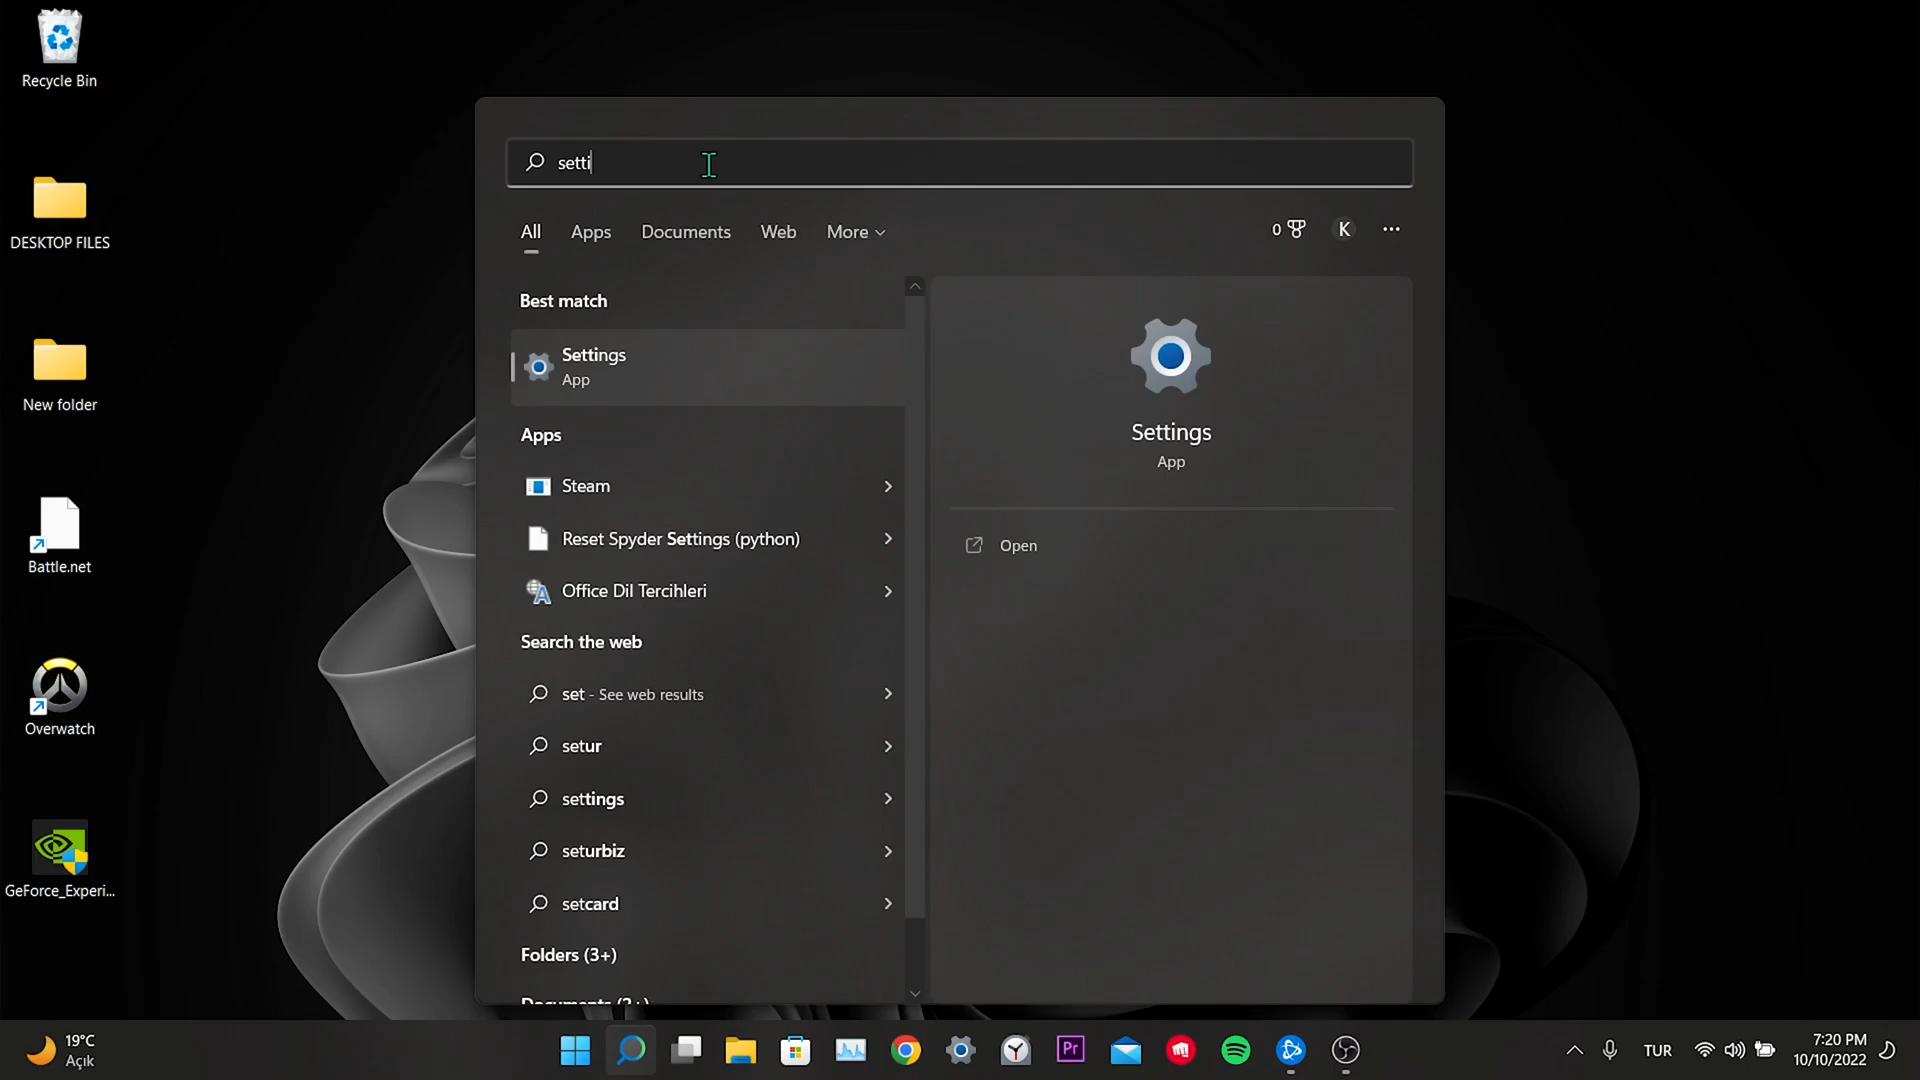 Recycle Bin
DESKTOP FILES
New folder
Battle.net
Overwatch
GeForce_Experi...
setti
All Apps Documents Web More
0 K ...
Best match
Settings
App
Apps
Steam
Reset Spyder Settings (python)
Office Dil Tercihleri
Search the web
set - See web results
setur
settings
seturbiz
setcard
Folders (3+)
Documents (2+)
Settings
App
Open
19°C
Açık
Pr
TUR
7:20 PM
10/10/2022